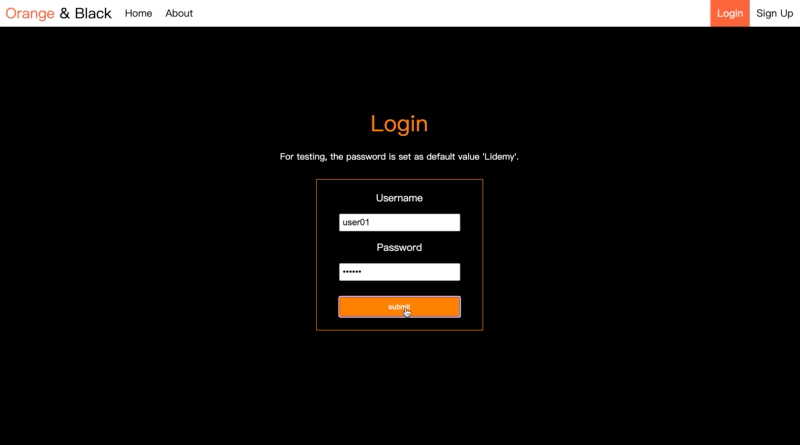 Orange & Black Home About Login Sign Up
Login
For testing, the password is set as default value 'Lidemy'.
Username
user01
Password
••••••
submit